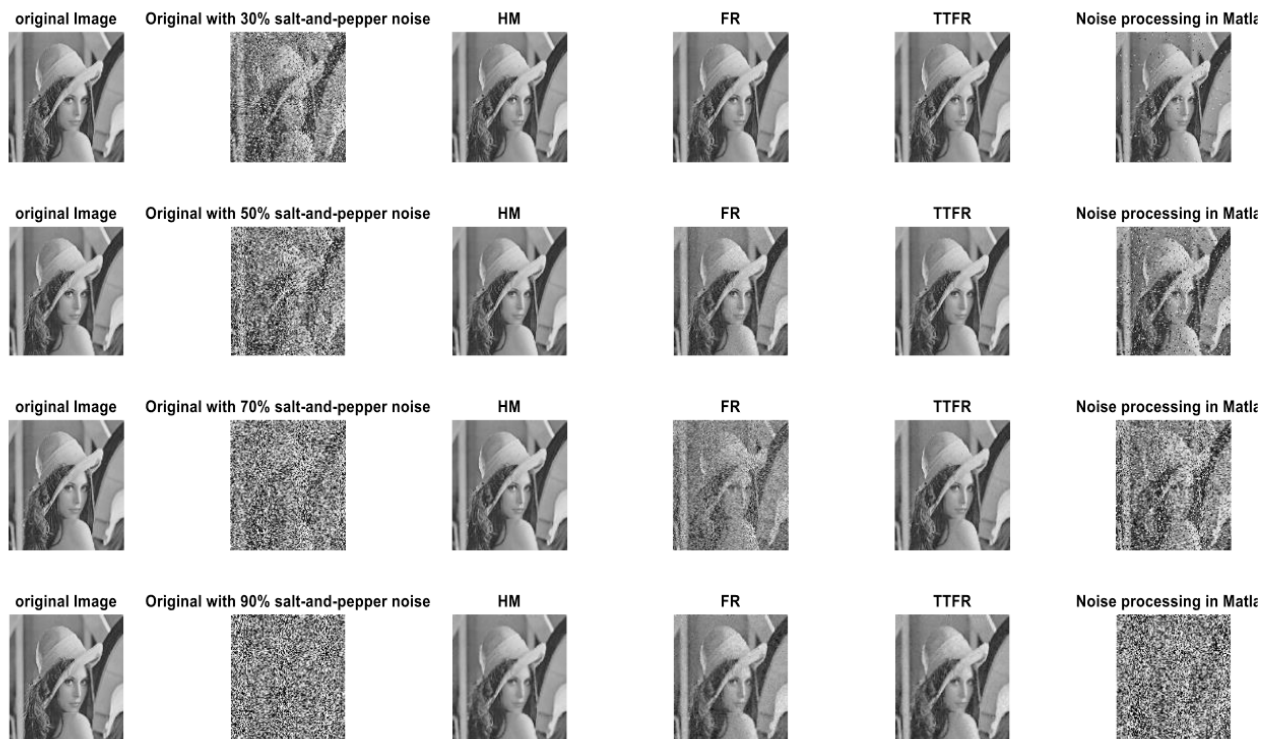 original Image Original with 30% salt-and-pepper noise HM FR TTFR Noise processing in Matla
original Image Original with 50% salt-and-pepper noise HM FR TTFR Noise processing in Matla
original Image Original with 70% salt-and-pepper noise HM FR TTFR Noise processing in Matla
original Image Original with 90% salt-and-pepper noise HM FR TTFR Noise processing in Matla